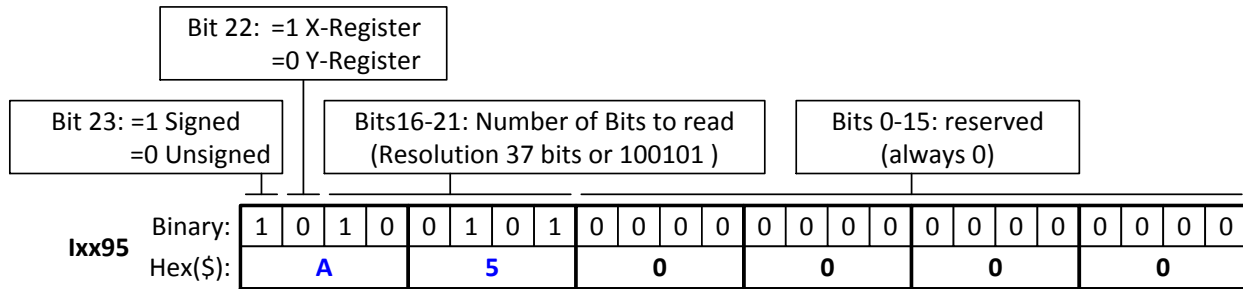 Bit 22: =1 X-Register
=0 Y-Register
Bit 23: =1 Signed
=0 Unsigned
Bits16-21: Number of Bits to read
(Resolution 37 bits or 100101 )
Bits 0-15: reserved
(always 0)
Ixx95
Binary: 1 0 1 0 0 1 0 1 0 0 0 0 0 0 0 0 0 0 0 0 0 0 0 0
Hex($): A 5 0 0 0 0